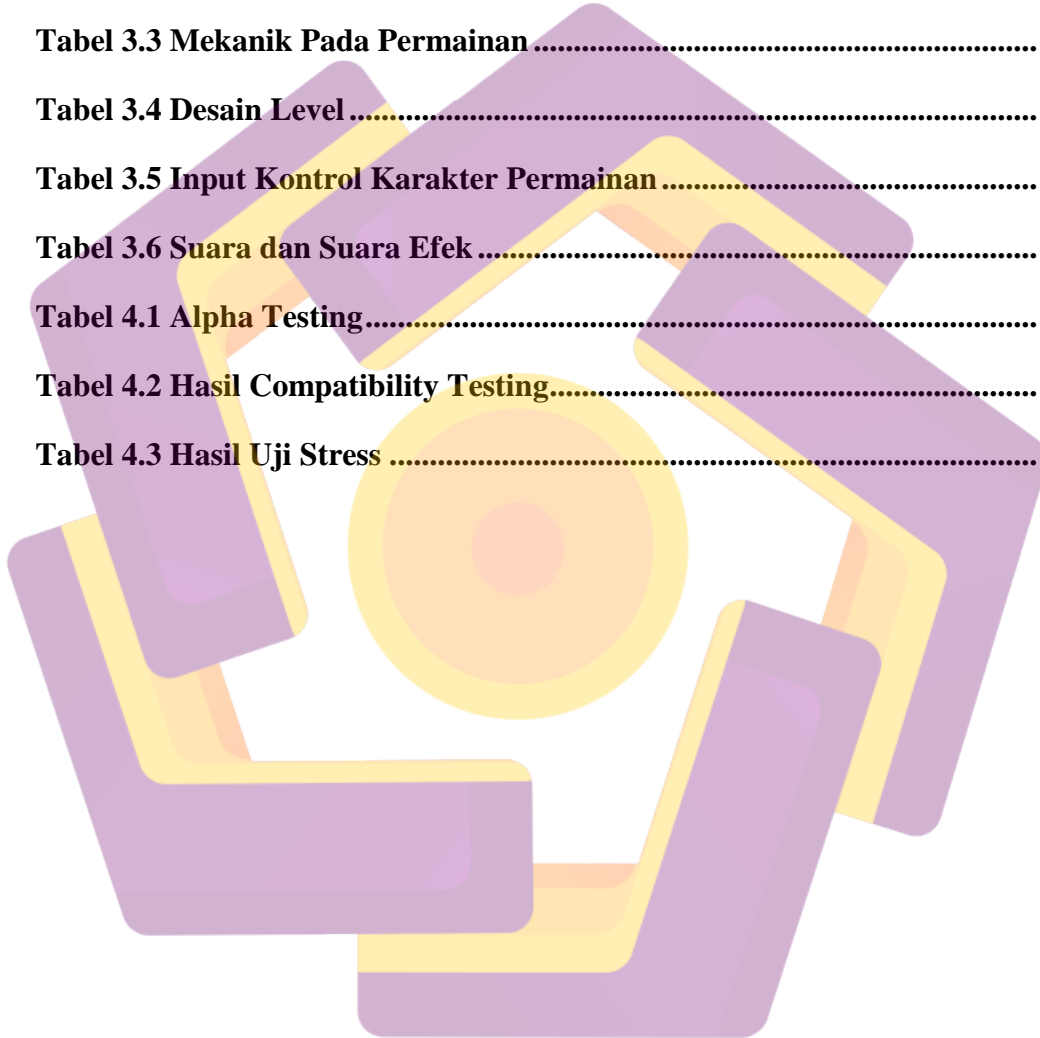 Tabel 3.3 Mekanik Pada Permainan ................................................................
Tabel 3.4 Desain Level ......................................................................................
Tabel 3.5 Input Kontrol Karakter Permainan ...............................................
Tabel 3.6 Suara dan Suara Efek ......................................................................
Tabel 4.1 Alpha Testing ....................................................................................
Tabel 4.2 Hasil Compatibility Testing .............................................................
Tabel 4.3 Hasil Uji Stress .................................................................................